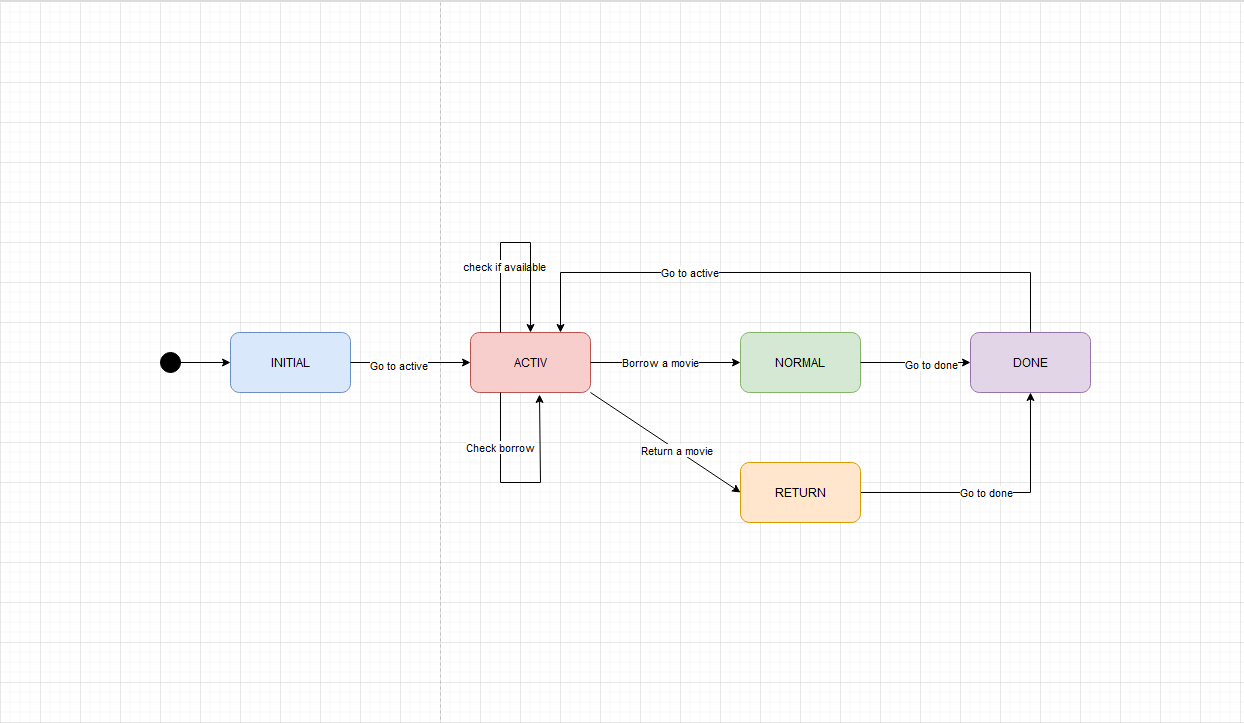 check if available
Go to active
INITIAL
Go to active
ACTIV
Borrow a movie
NORMAL
Go to done
DONE
Check borrow
Return a movie
RETURN
Go to done